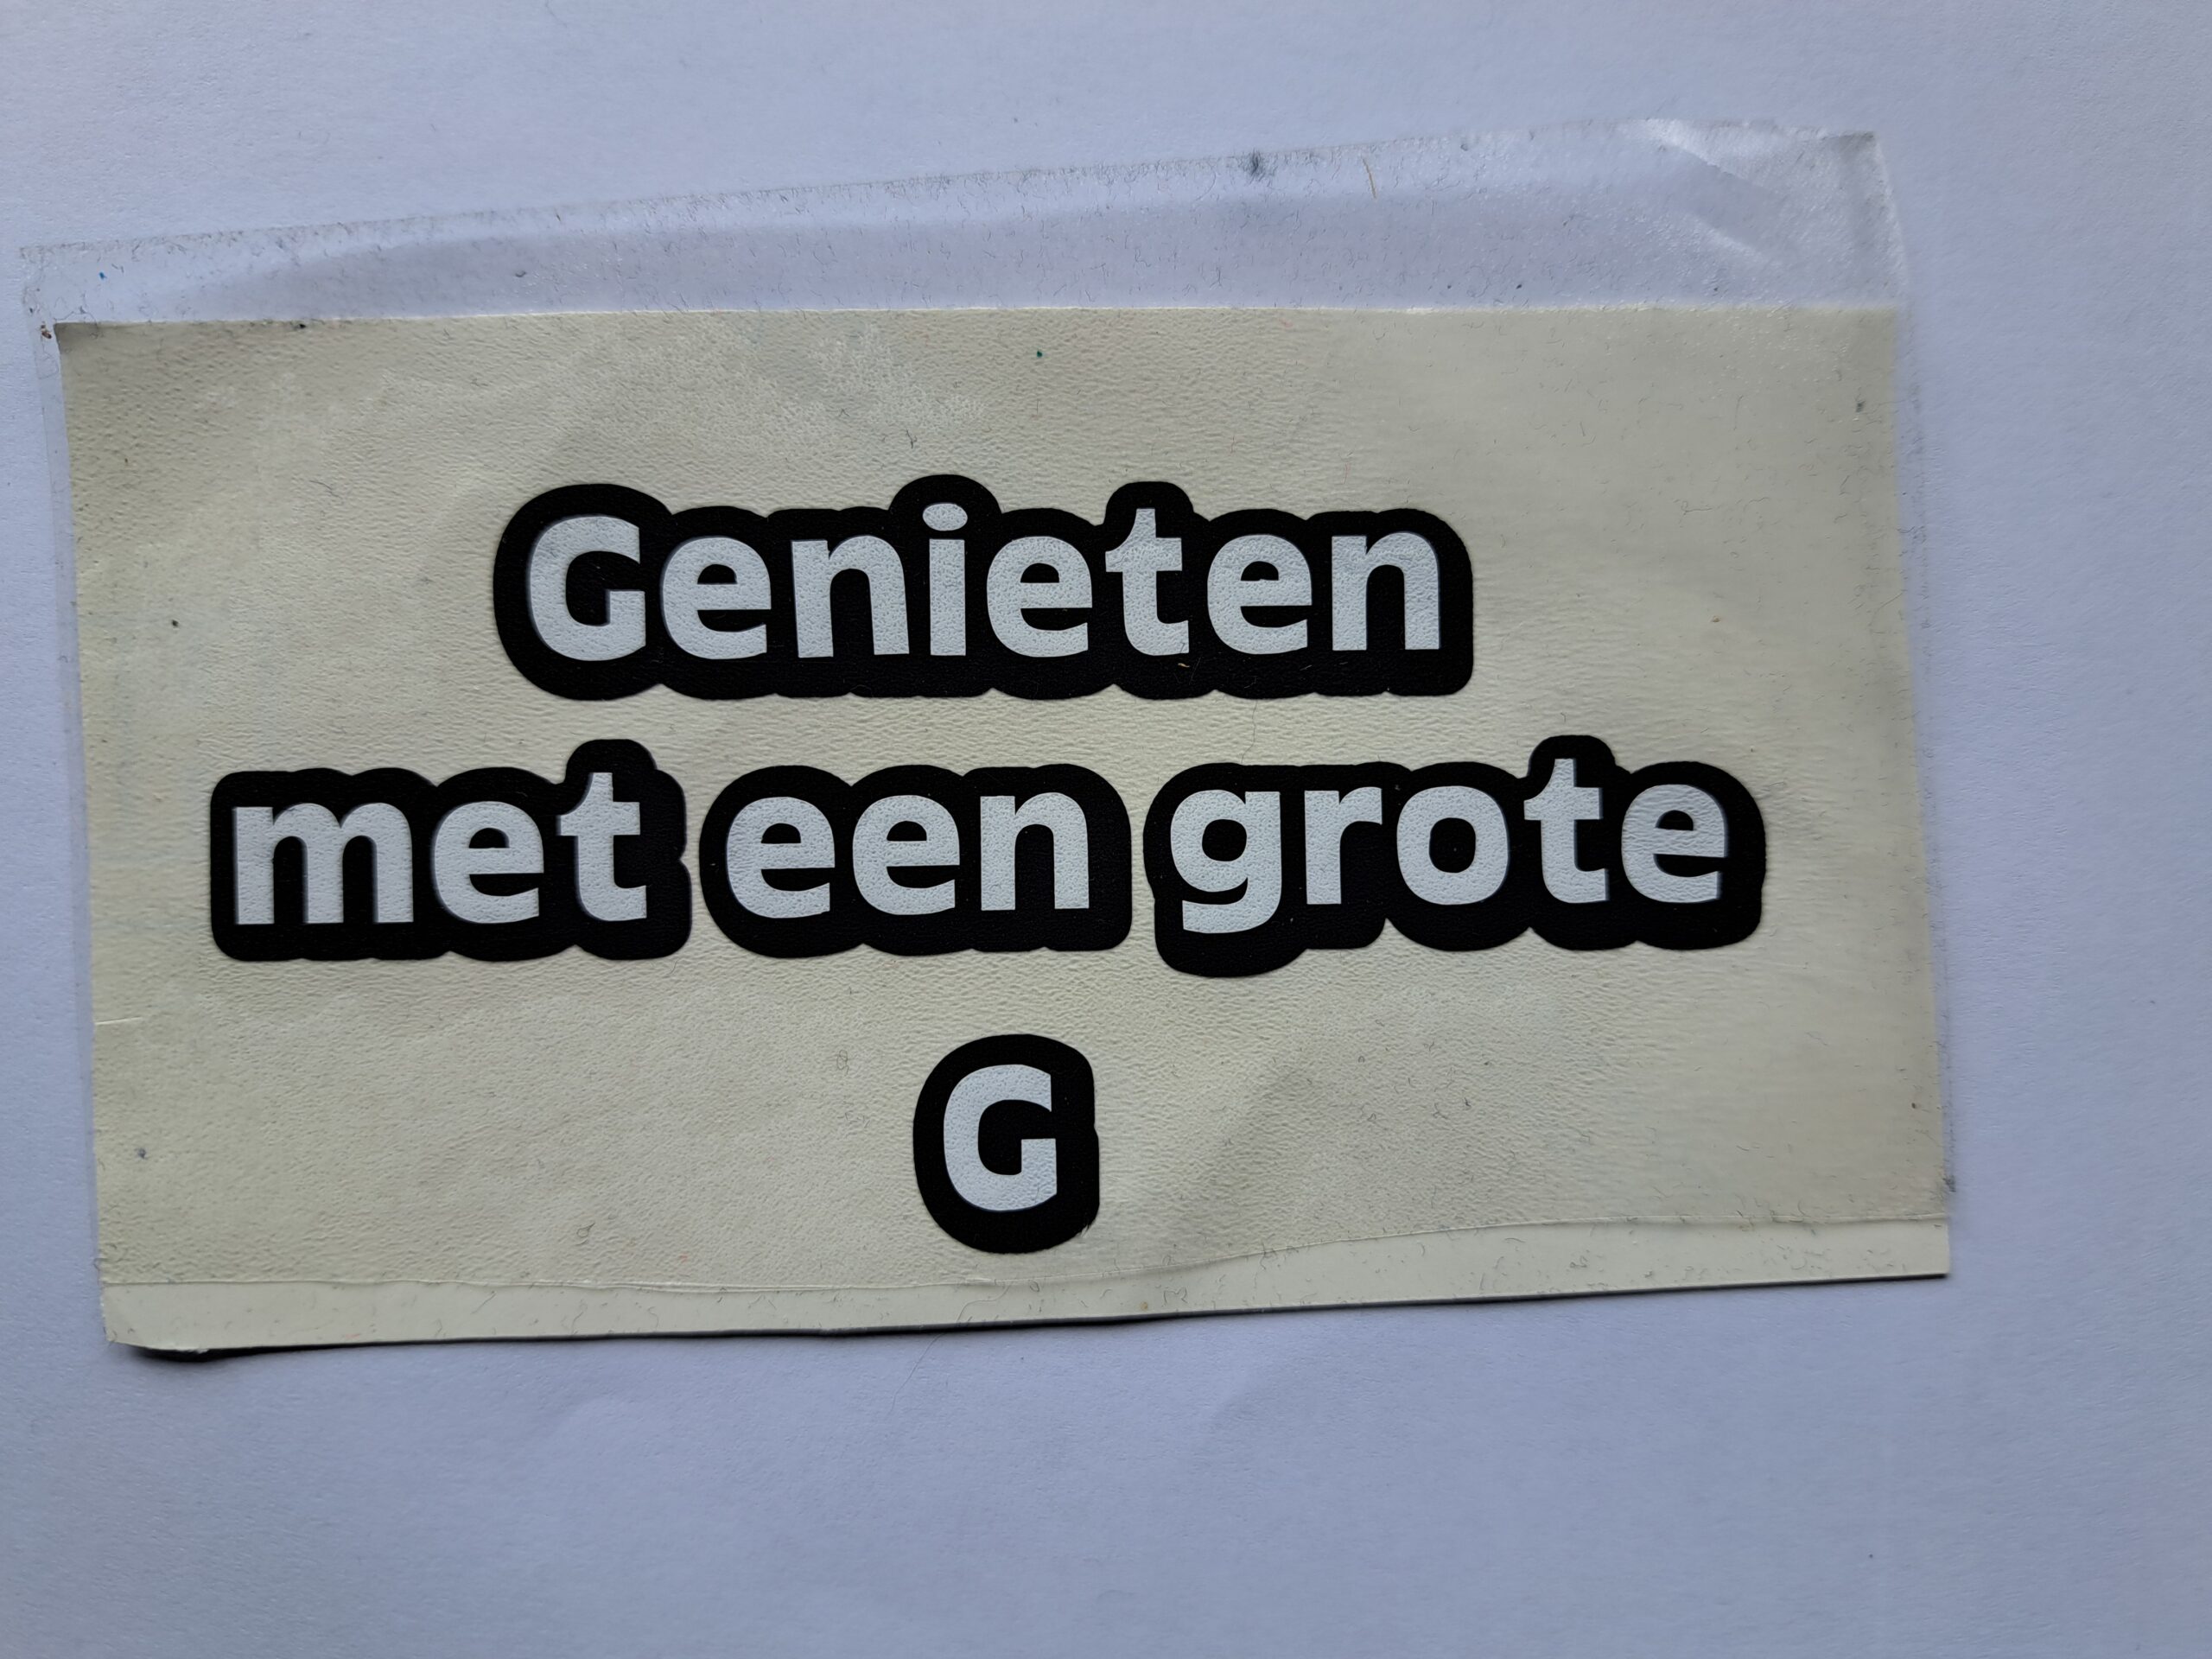 Genieten
met een grote
G